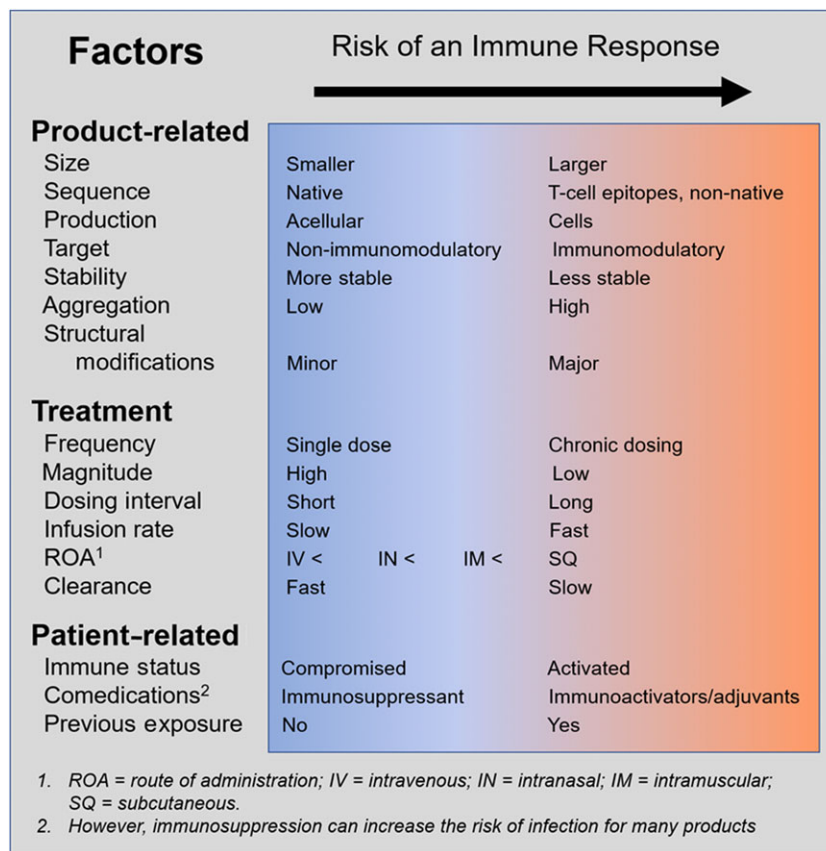 Factors Risk of an Immune Response
Product-related
Size Smaller Larger
Sequence Native T-cell epitopes, non-native
Production Acellular Cells
Target Non-immunomodulatory Immunomodulatory
Stability More stable Less stable
Aggregation Low High
Structural
modifications Minor Major
Treatment
Frequency Single dose Chronic dosing
Magnitude High Low
Dosing interval Short Long
Infusion rate Slow Fast
ROA¹ IV < IN < IM < SQ
Clearance Fast Slow
Patient-related
Immune status Compromised Activated
Comedications² Immunosuppressant Immunoactivators/adjuvants
Previous exposure No Yes
1. ROA = route of administration; IV = intravenous; IN = intranasal; IM = intramuscular;
SQ = subcutaneous.
2. However, immunosuppression can increase the risk of infection for many products